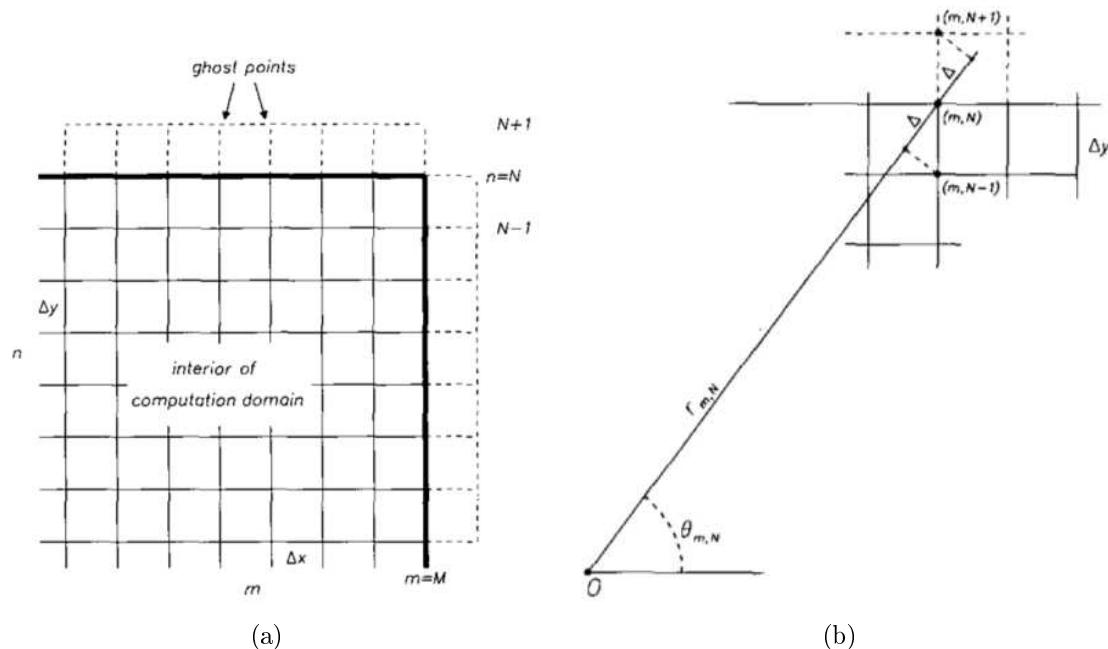 ghost points
N+1
n=N
N-1
Δy
n
interior of
computation domain
Δx
m=M
m
(a)
(m,N+1)
Δ
Δ
(m,N)
Δy
(m,N-1)
r m,N
θ m,N
O
(b)